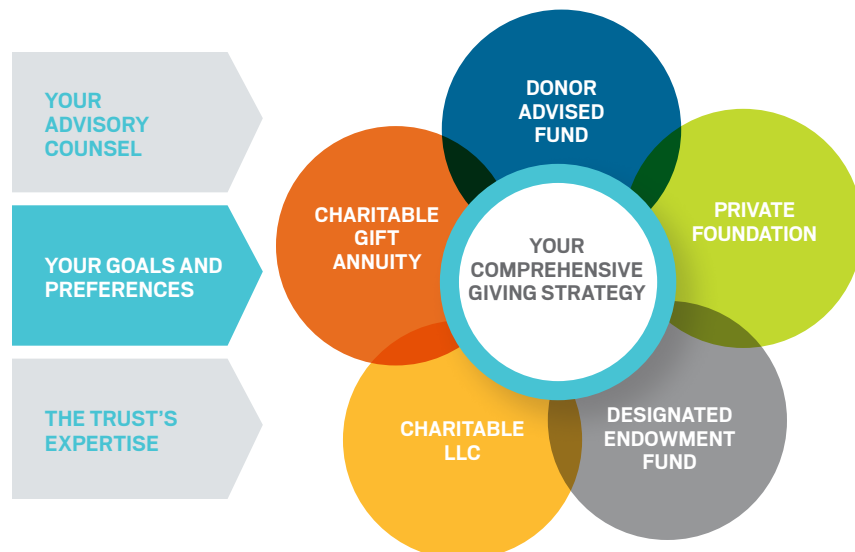 YOUR
ADVISORY
COUNSEL
YOUR GOALS AND
PREFERENCES
THE TRUST'S
EXPERTISE
DONOR
ADVISED
FUND
CHARITABLE
GIFT
ANNUITY
PRIVATE
FOUNDATION
YOUR
COMPREHENSIVE
GIVING STRATEGY
CHARITABLE
LLC
DESIGNATED
ENDOWMENT
FUND